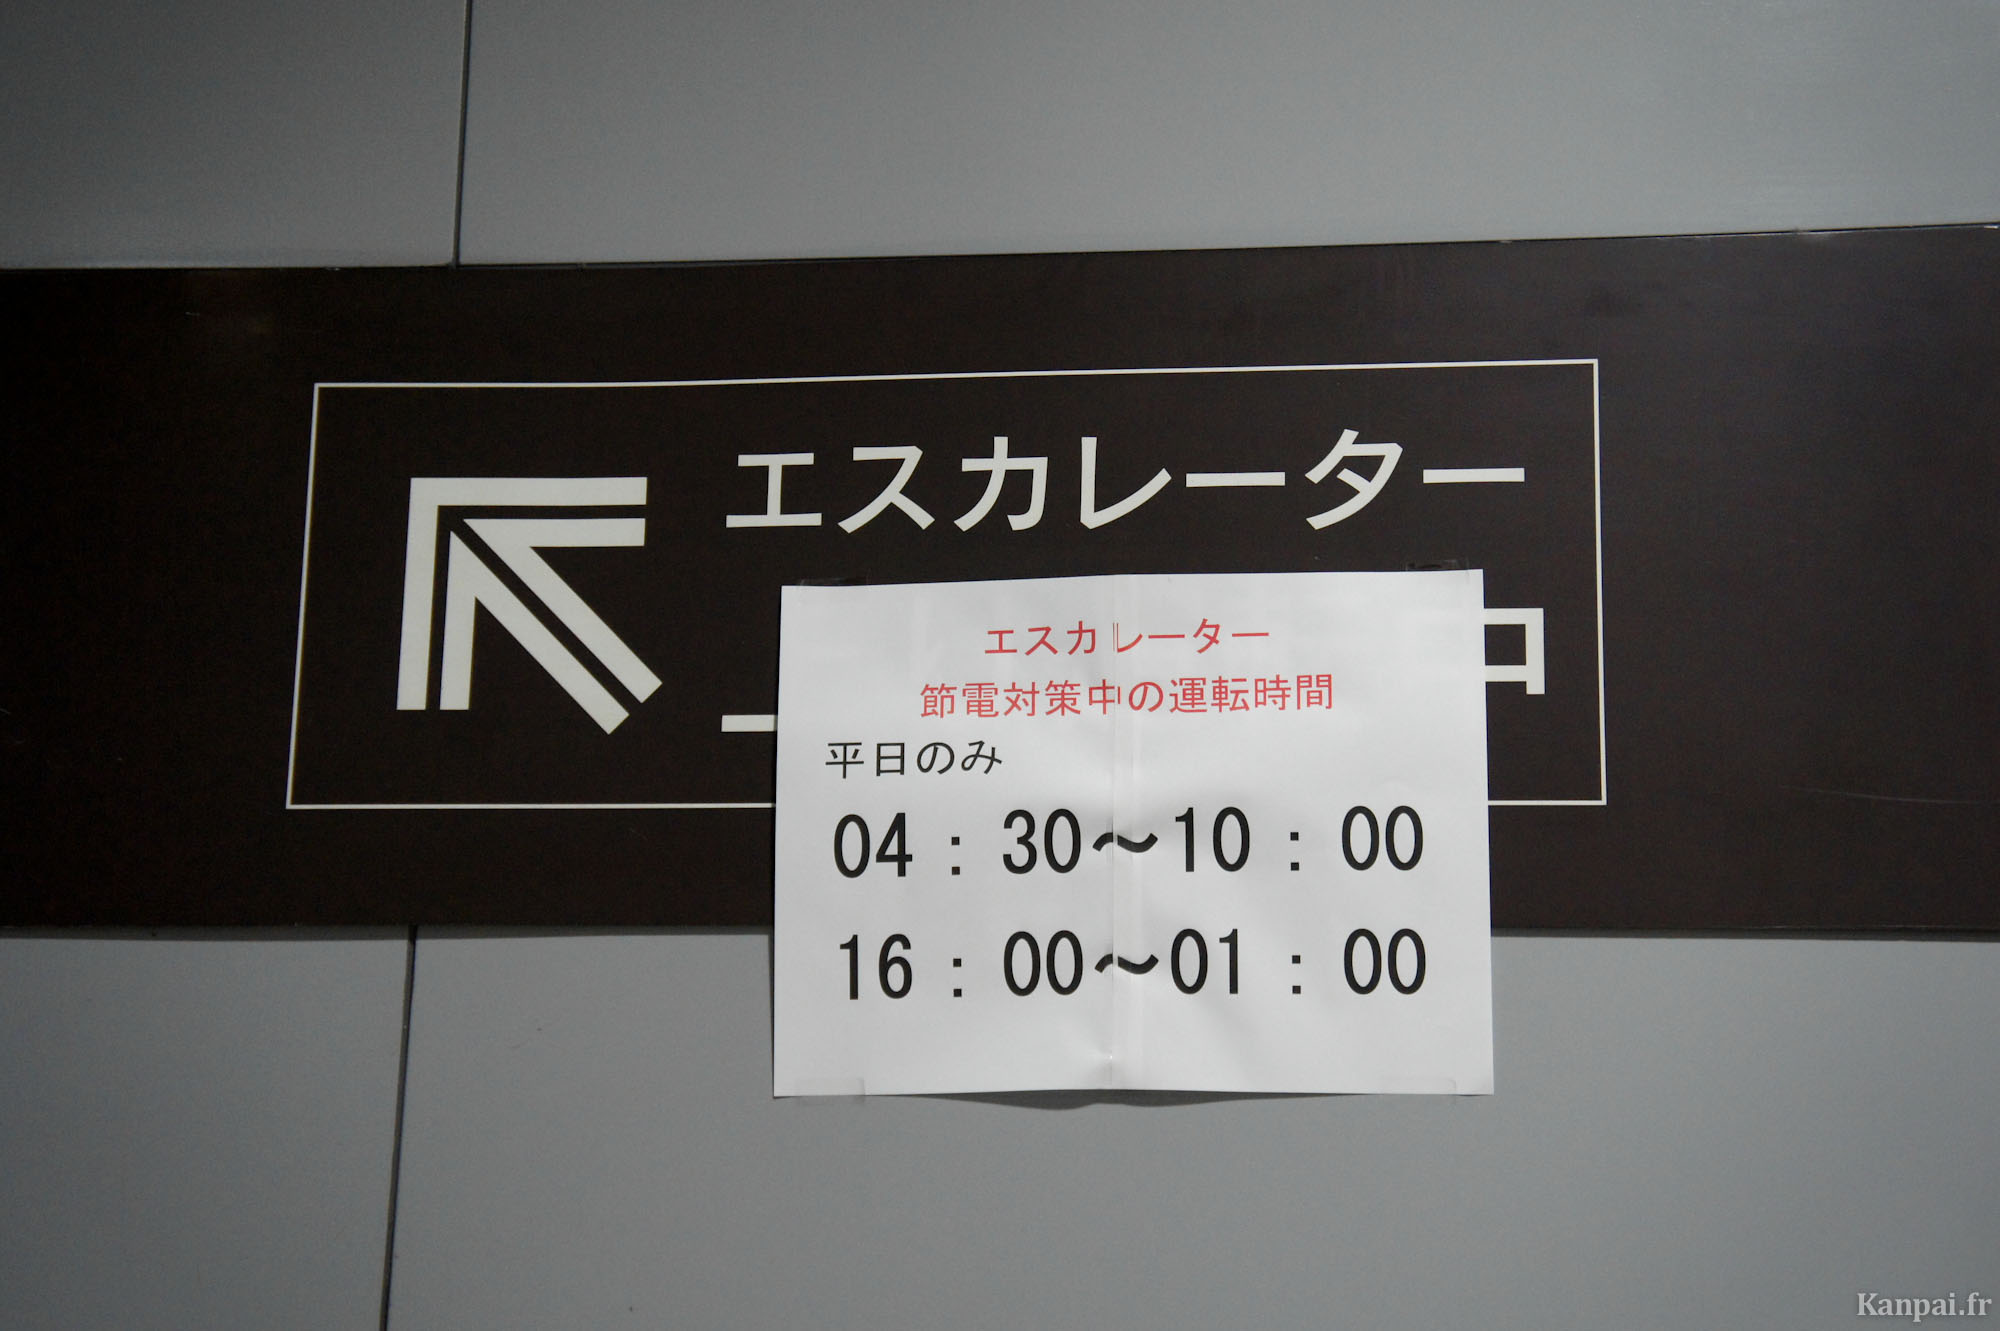 エスカレーター
エスカレーター
節電対策中の運転時間
平日のみ
04：30～10：00
16：00～01：00
Kanpai.fr